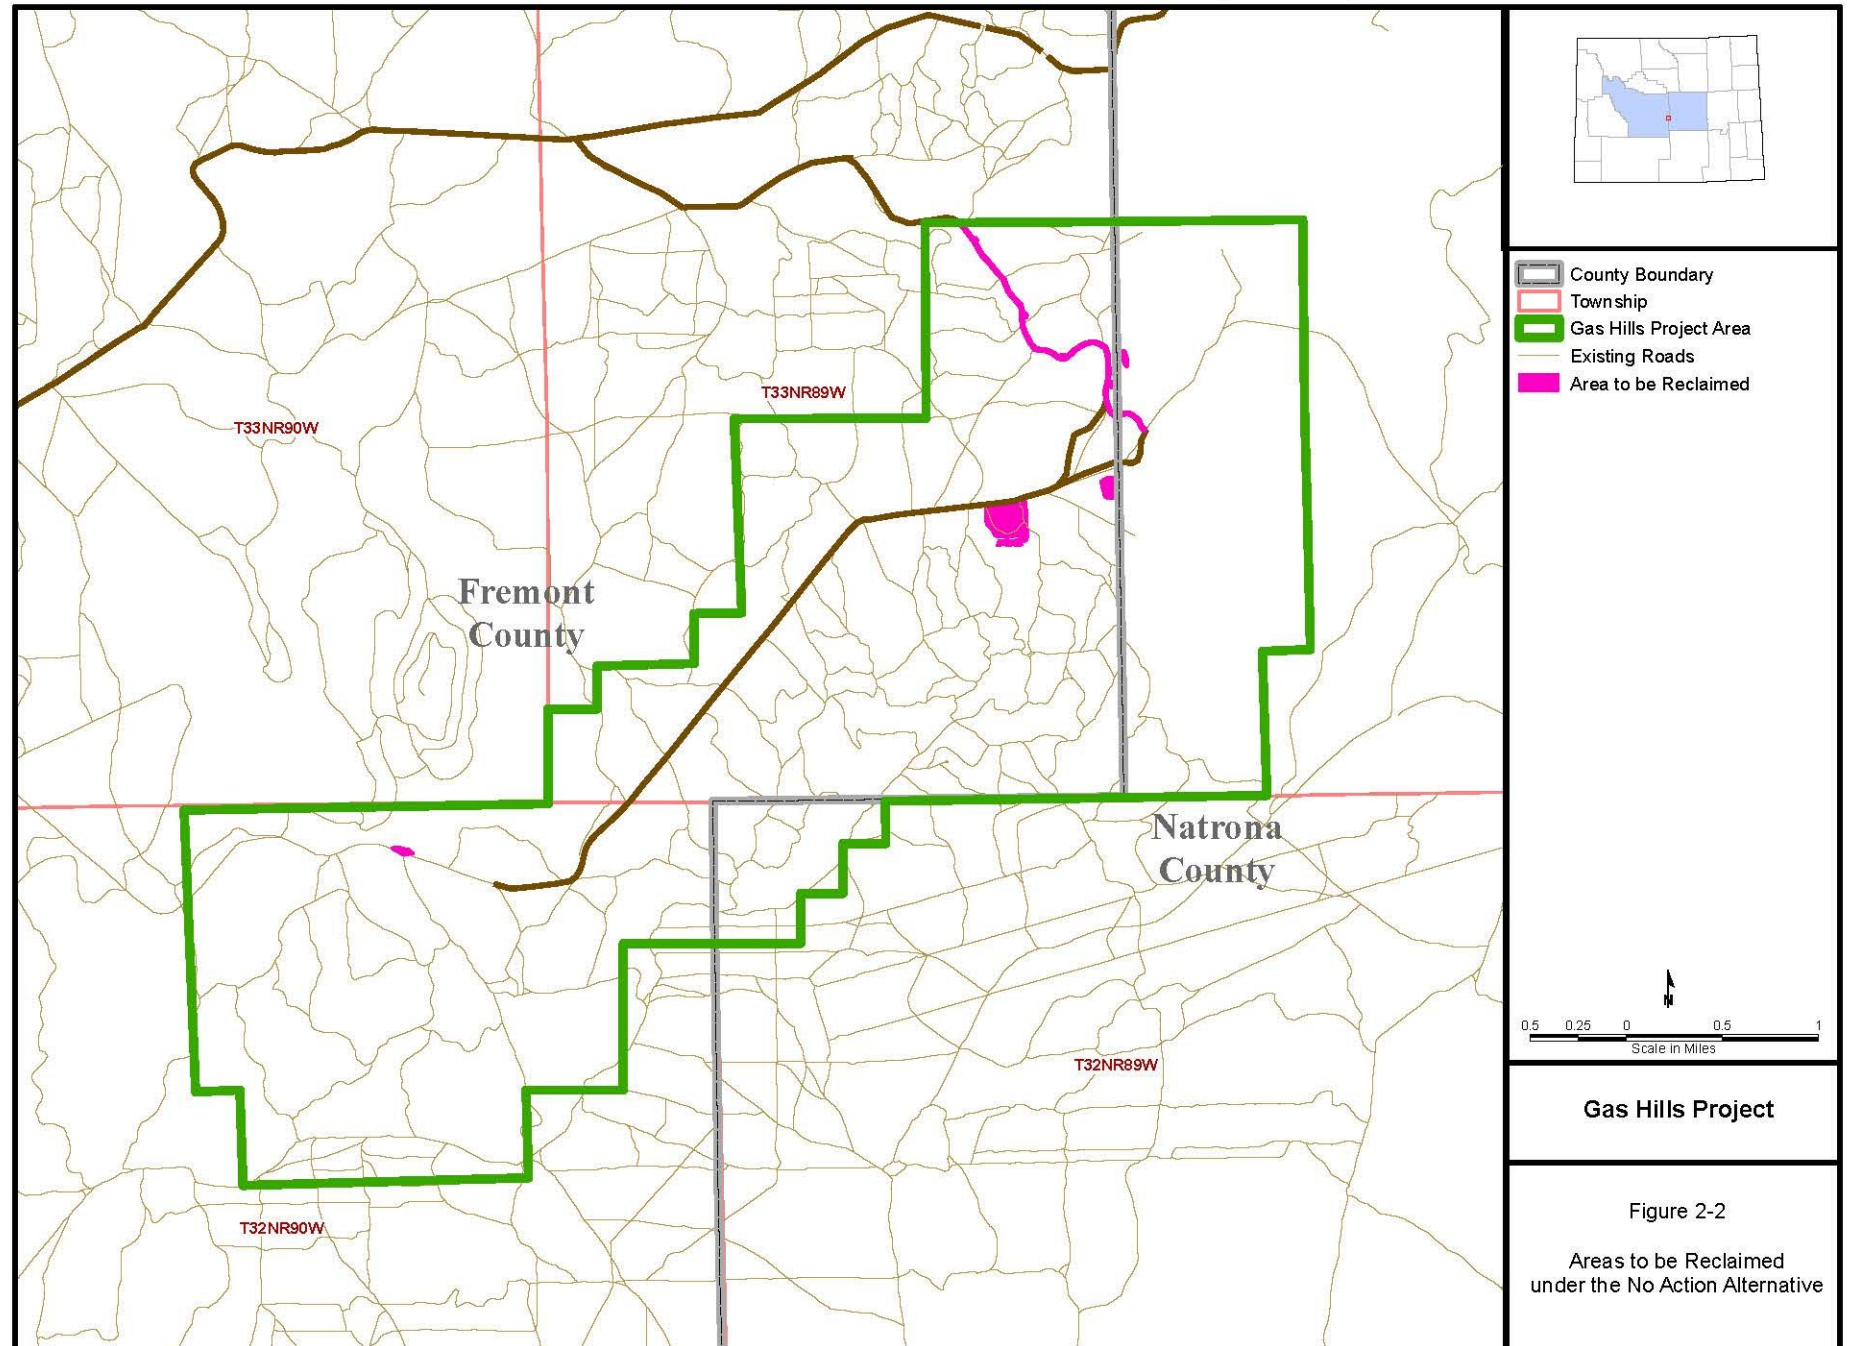 T33NR89W
T33NR90W
Fremont
County
Natrona
County
T32NR89W
T32NR90W
County Boundary
Township
Gas Hills Project Area
Existing Roads
Area to be Reclaimed
N
0.5 0.25 0 0.5 1
Scale in Miles
Gas Hills Project
Figure 2-2
Areas to be Reclaimed
under the No Action Alternative